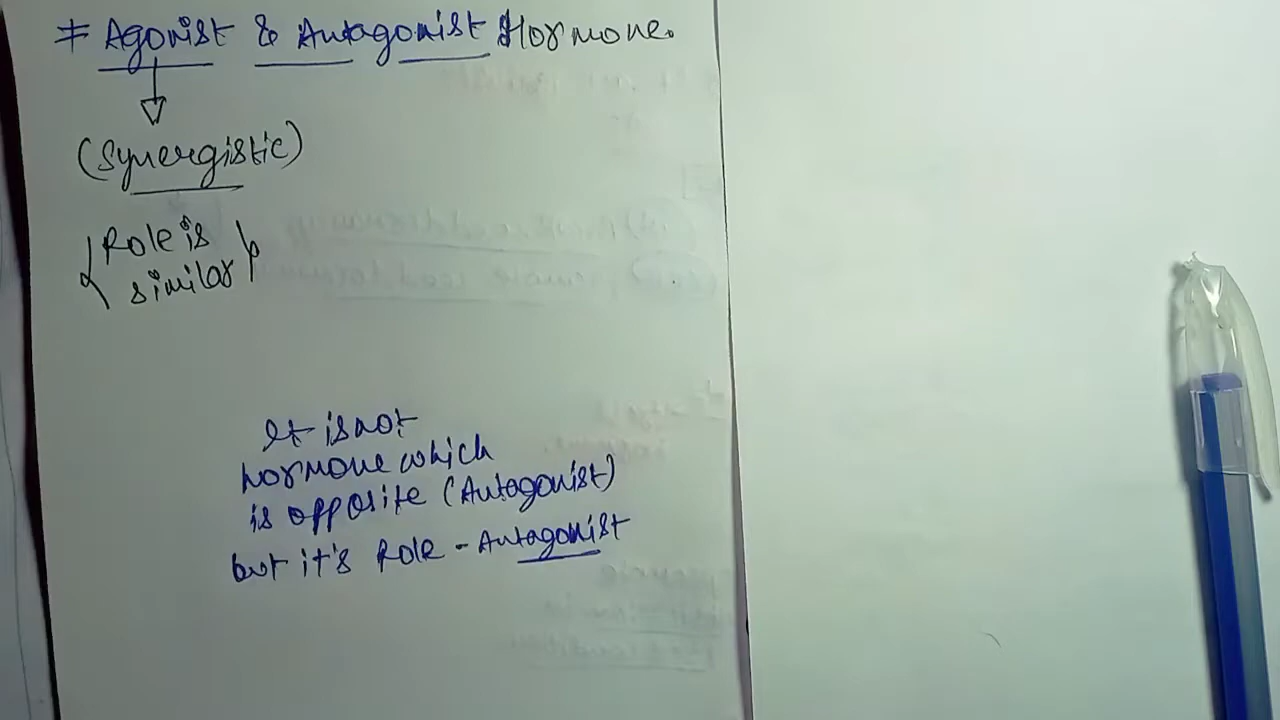 ≠ Agonist & Antagonist Hormone.
(Synergistic)
{Role is
similar}
It is not
hormone which
is opposite (Antagonist)
but it's Role - Antagonist